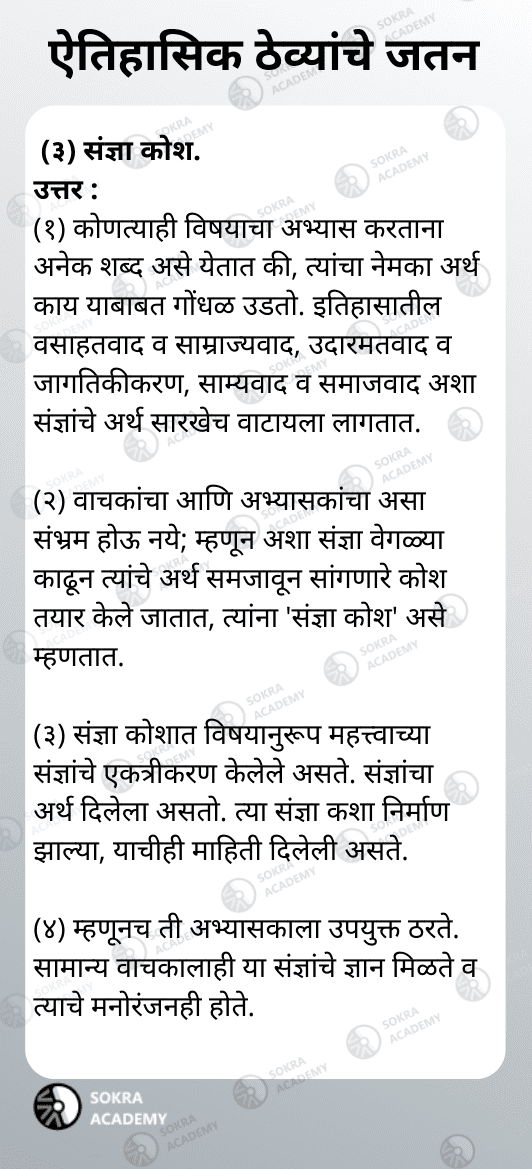 ऐतिहासिक ठेव्यांचे जतन
(३) संज्ञा कोश.
उत्तर :
(१) कोणत्याही विषयाचा अभ्यास करताना
अनेक शब्द असे येतात की, त्यांचा नेमका अर्थ
काय याबाबत गोंधळ उडतो. इतिहासातील
वसाहतवाद व साम्राज्यवाद, उदारमतवाद व
जागतिकीकरण, साम्यवाद व समाजवाद अशा
संज्ञांचे अर्थ सारखेच वाटायला लागतात.
(२) वाचकांचा आणि अभ्यासकांचा असा
संभ्रम होऊ नये; म्हणून अशा संज्ञा वेगळ्या
काढून त्यांचे अर्थ समजावून सांगणारे कोश
तयार केले जातात, त्यांना 'संज्ञा कोश' असे
म्हणतात.
(३) संज्ञा कोशात विषयानुरूप महत्त्वाच्या
संज्ञांचे एकत्रीकरण केलेले असते. संज्ञांचा
अर्थ दिलेला असतो. त्या संज्ञा कशा निर्माण
झाल्या, याचीही माहिती दिलेली असते.
(४) म्हणूनच ती अभ्यासकाला उपयुक्त ठरते.
सामान्य वाचकालाही या संज्ञांचे ज्ञान मिळते व
त्याचे मनोरंजनही होते.
SOKRA
ACADEMY